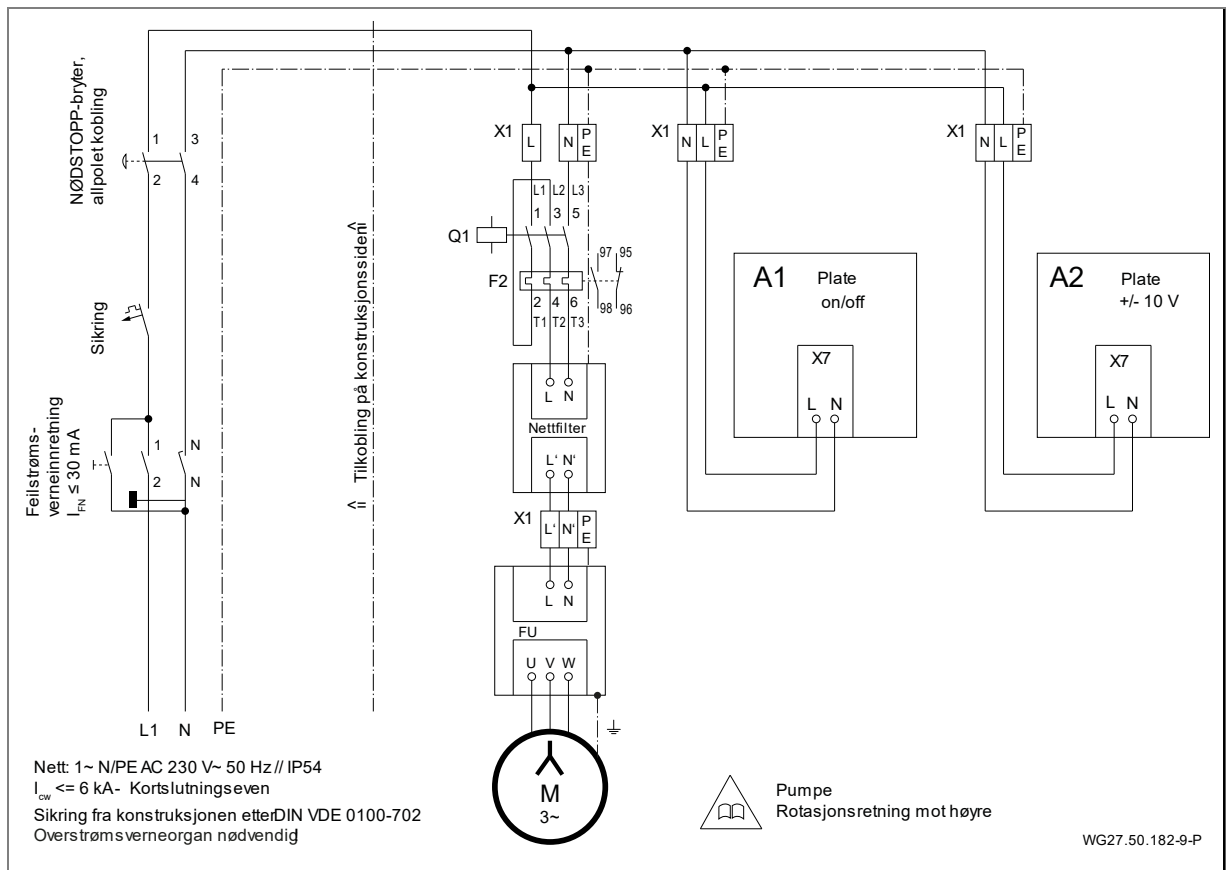 NØDSTOPP-bryter,
allpolet kobling
1 3
2 4
Sikring
Feilstrøms-
verneinnretning
I_FN ≤ 30 mA
1 N
2 N
<= Tilkobling på konstruksjonssiden <=
L1 N PE
X1 L N PE
L1 L2 L3
1 3 5
Q1
F2
97 95
98 96
2 4 6
T1 T2 T3
L N
Nettfilter
L' N'
X1 L' N' PE
L N
FU
U V W
M
3~
X1 N L PE
A1 Plate
on/off
X7
L N
X1 N L PE
A2 Plate
+/- 10 V
X7
L N
Nett: 1~ N/PE AC 230 V~ 50 Hz // IP54
I_cw <= 6 kA- Kortslutningseven
Sikring fra konstruksjonen etterDIN VDE 0100-702
Overstrømsverneorgan nødvendig
Pumpe
Rotasjonsretning mot høyre
WG27.50.182-9-P